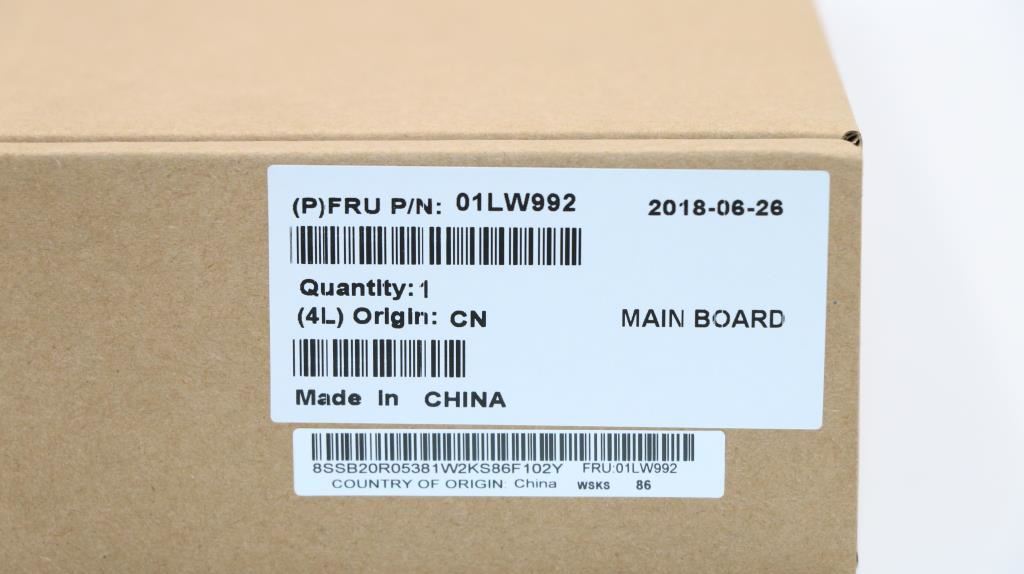 (P)FRU P/N: 01LW992 2018-06-26
Quantity: 1
(4L) Origin: CN MAIN BOARD
Made In CHINA
8SSB20R05381W2KS86F102Y FRU:01LW992
COUNTRY OF ORIGIN: China WSKS 86